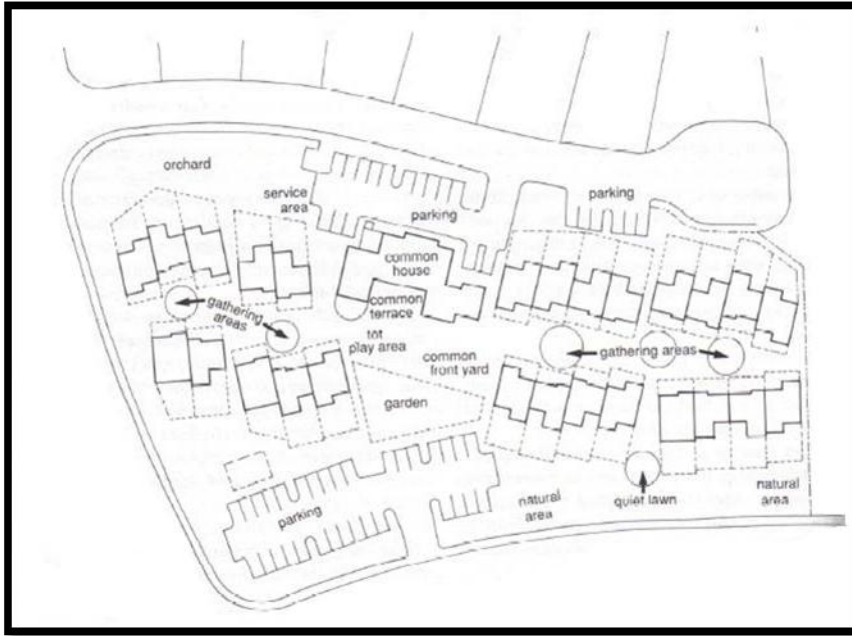 orchard
service
area
parking
parking
common
house
gathering
areas
common
terrace
tot
play area
common
front yard
gathering areas
garden
parking
natural
area
quiet lawn
natural
area